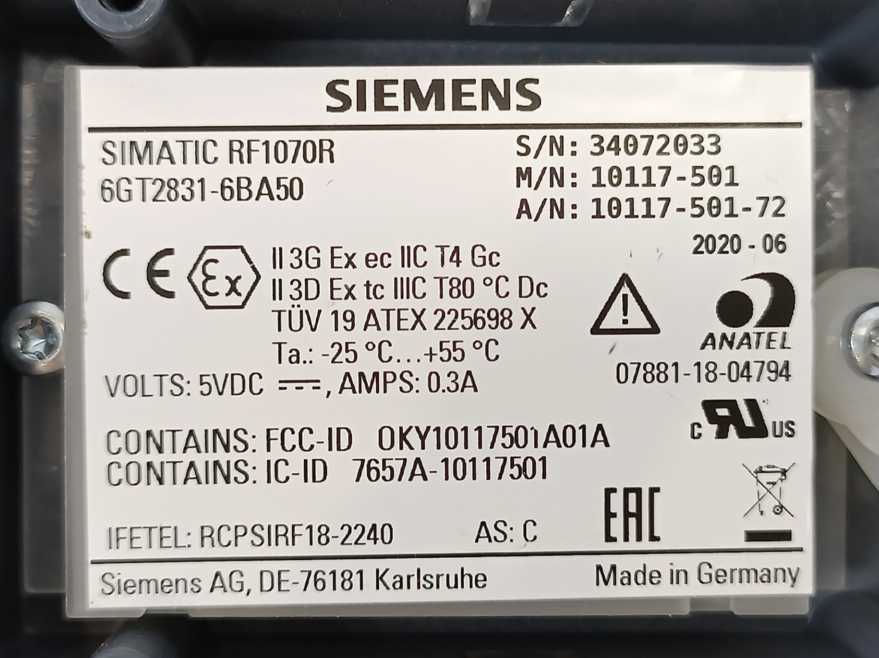 SIEMENS
SIMATIC RF1070R
6GT2831-6BA50
S/N: 34072033
M/N: 10117-501
A/N: 10117-501-72
2020 - 06
CE Ex II 3G Ex ec IIC T4 Gc
II 3D Ex tc IIIC T80 °C Dc
TÜV 19 ATEX 225698 X
Ta.: -25 °C...+55 °C
ANATEL
07881-18-04794
VOLTS: 5VDC ⎓, AMPS: 0.3A
CONTAINS: FCC-ID OKY10117501A01A
CONTAINS: IC-ID 7657A-10117501
c RU US
IFETEL: RCPSIRF18-2240 AS: C
EAC
Siemens AG, DE-76181 Karlsruhe Made in Germany